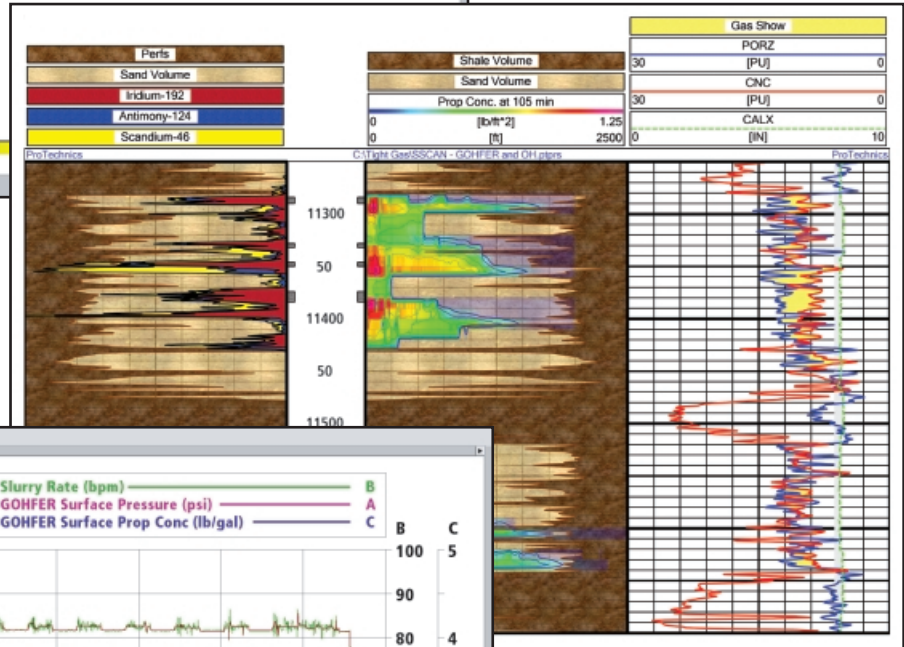 Perfs
Sand Volume
Iridium-192
Antimony-124
Scandium-46
Shale Volume
Sand Volume
Prop Conc. at 105 min
0 [lb/ft^2] 1.25
0 [ft] 2500
Gas Show
PORZ
30 [PU] 0
CNC
30 [PU] 0
CALX
0 [IN] 10
ProTechnics C:\Tight Gas\SSCAN - GOHFER and OH.ptprs ProTechnics
11300
50
11400
50
11500
Slurry Rate (bpm) B
GOHFER Surface Pressure (psi) A
GOHFER Surface Prop Conc (lb/gal) C
B C
100 5
90
80 4